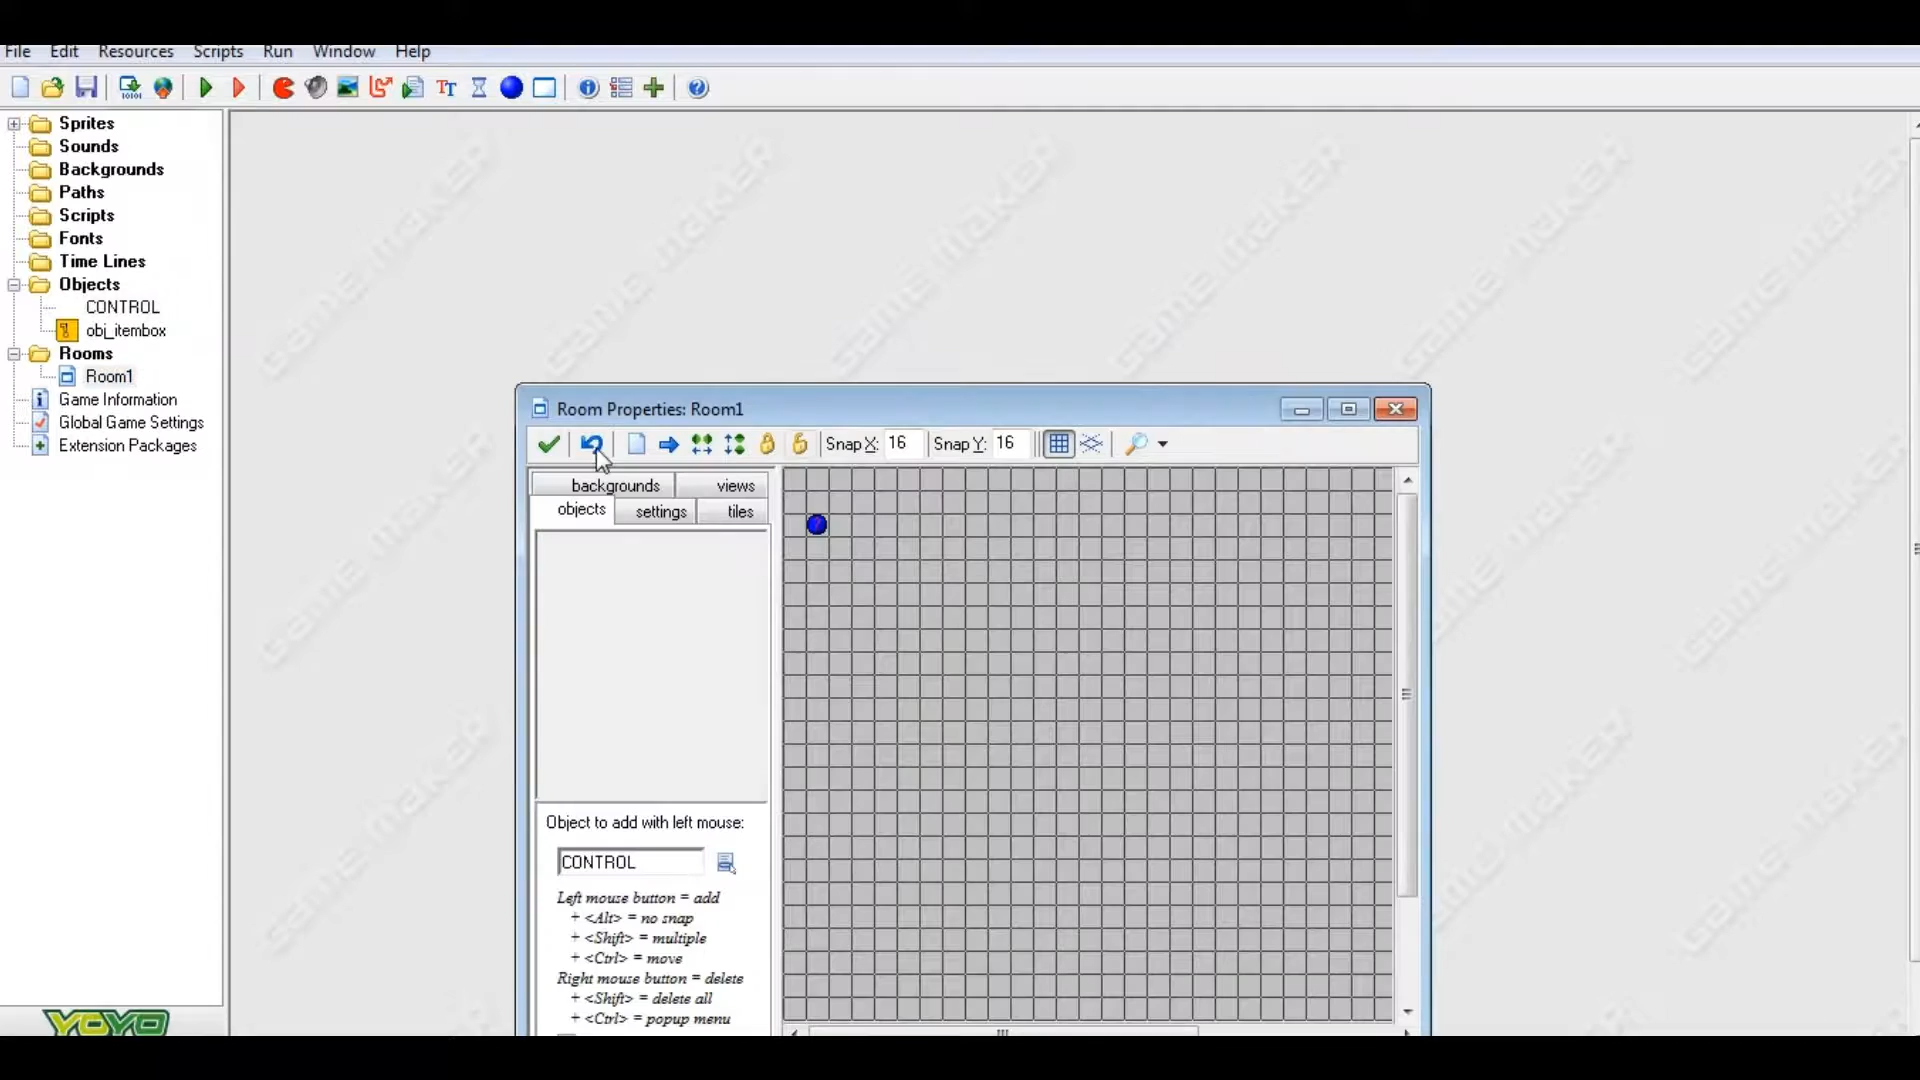 File Edit Resources Scripts Run Window Help
Sprites
Sounds
Backgrounds
Paths
Scripts
Fonts
Time Lines
Objects
CONTROL
obj_itembox
Rooms
Room1
Game Information
Global Game Settings
Extension Packages
YOYO
Game Maker
Room Properties: Room1
Snap X: 16 Snap Y: 16
backgrounds views
objects settings tiles
Object to add with left mouse:
CONTROL
Left mouse button = add
+ <Alt> = no snap
+ <Shift> = multiple
+ <Ctrl> = move
Right mouse button = delete
+ <Shift> = delete all
+ <Ctrl> = popup menu